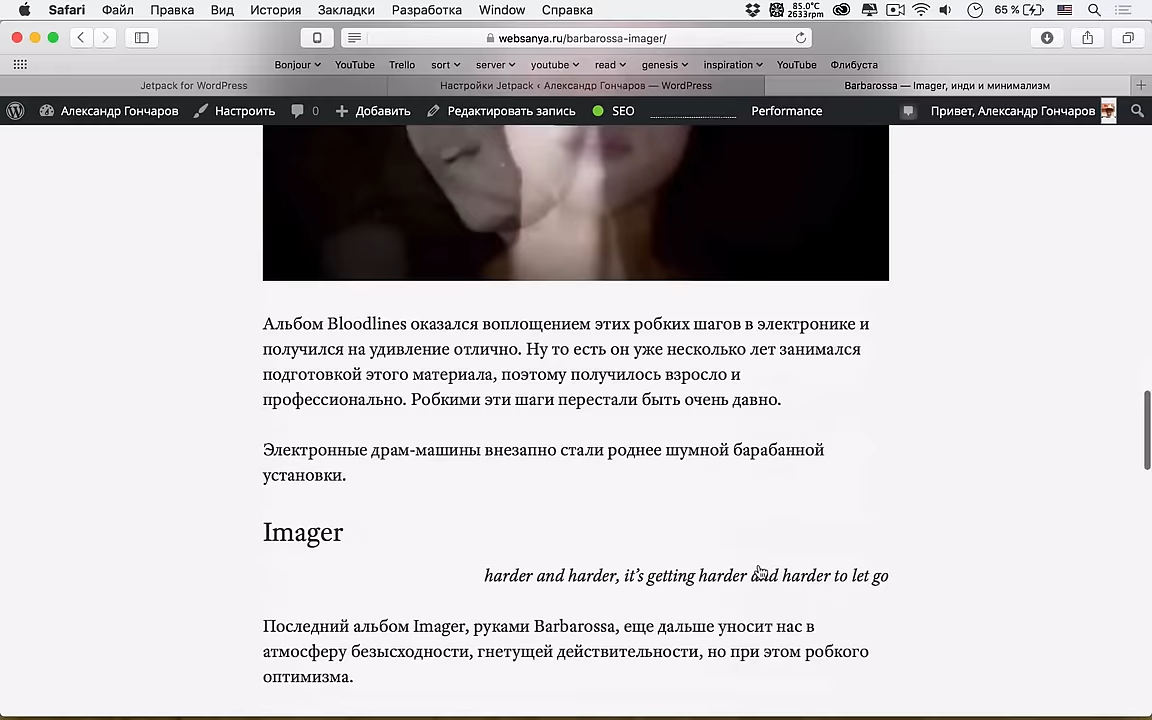 Safari Файл Правка Вид История Закладки Разработка Window Справка 85.0°C 2633rpm 65 %
websanya.ru/barbarossa-imager/
Bonjour YouTube Trello sort server youtube read genesis inspiration YouTube Флибуста
Jetpack for WordPress Настройки Jetpack ‹ Александр Гончаров — WordPress Barbarossa — Imager, инди и минимализм
Александр Гончаров Настроить 0 Добавить Редактировать запись SEO Performance Привет, Александр Гончаров
Альбом Bloodlines оказался воплощением этих робких шагов в электронике и
получился на удивление отлично. Ну то есть он уже несколько лет занимался
подготовкой этого материала, поэтому получилось взросло и
профессионально. Робкими эти шаги перестали быть очень давно.
Электронные драм-машины внезапно стали роднее шумной барабанной
установки.
Imager
harder and harder, it’s getting harder and harder to let go
Последний альбом Imager, руками Barbarossa, еще дальше уносит нас в
атмосферу безысходности, гнетущей действительности, но при этом робкого
оптимизма.